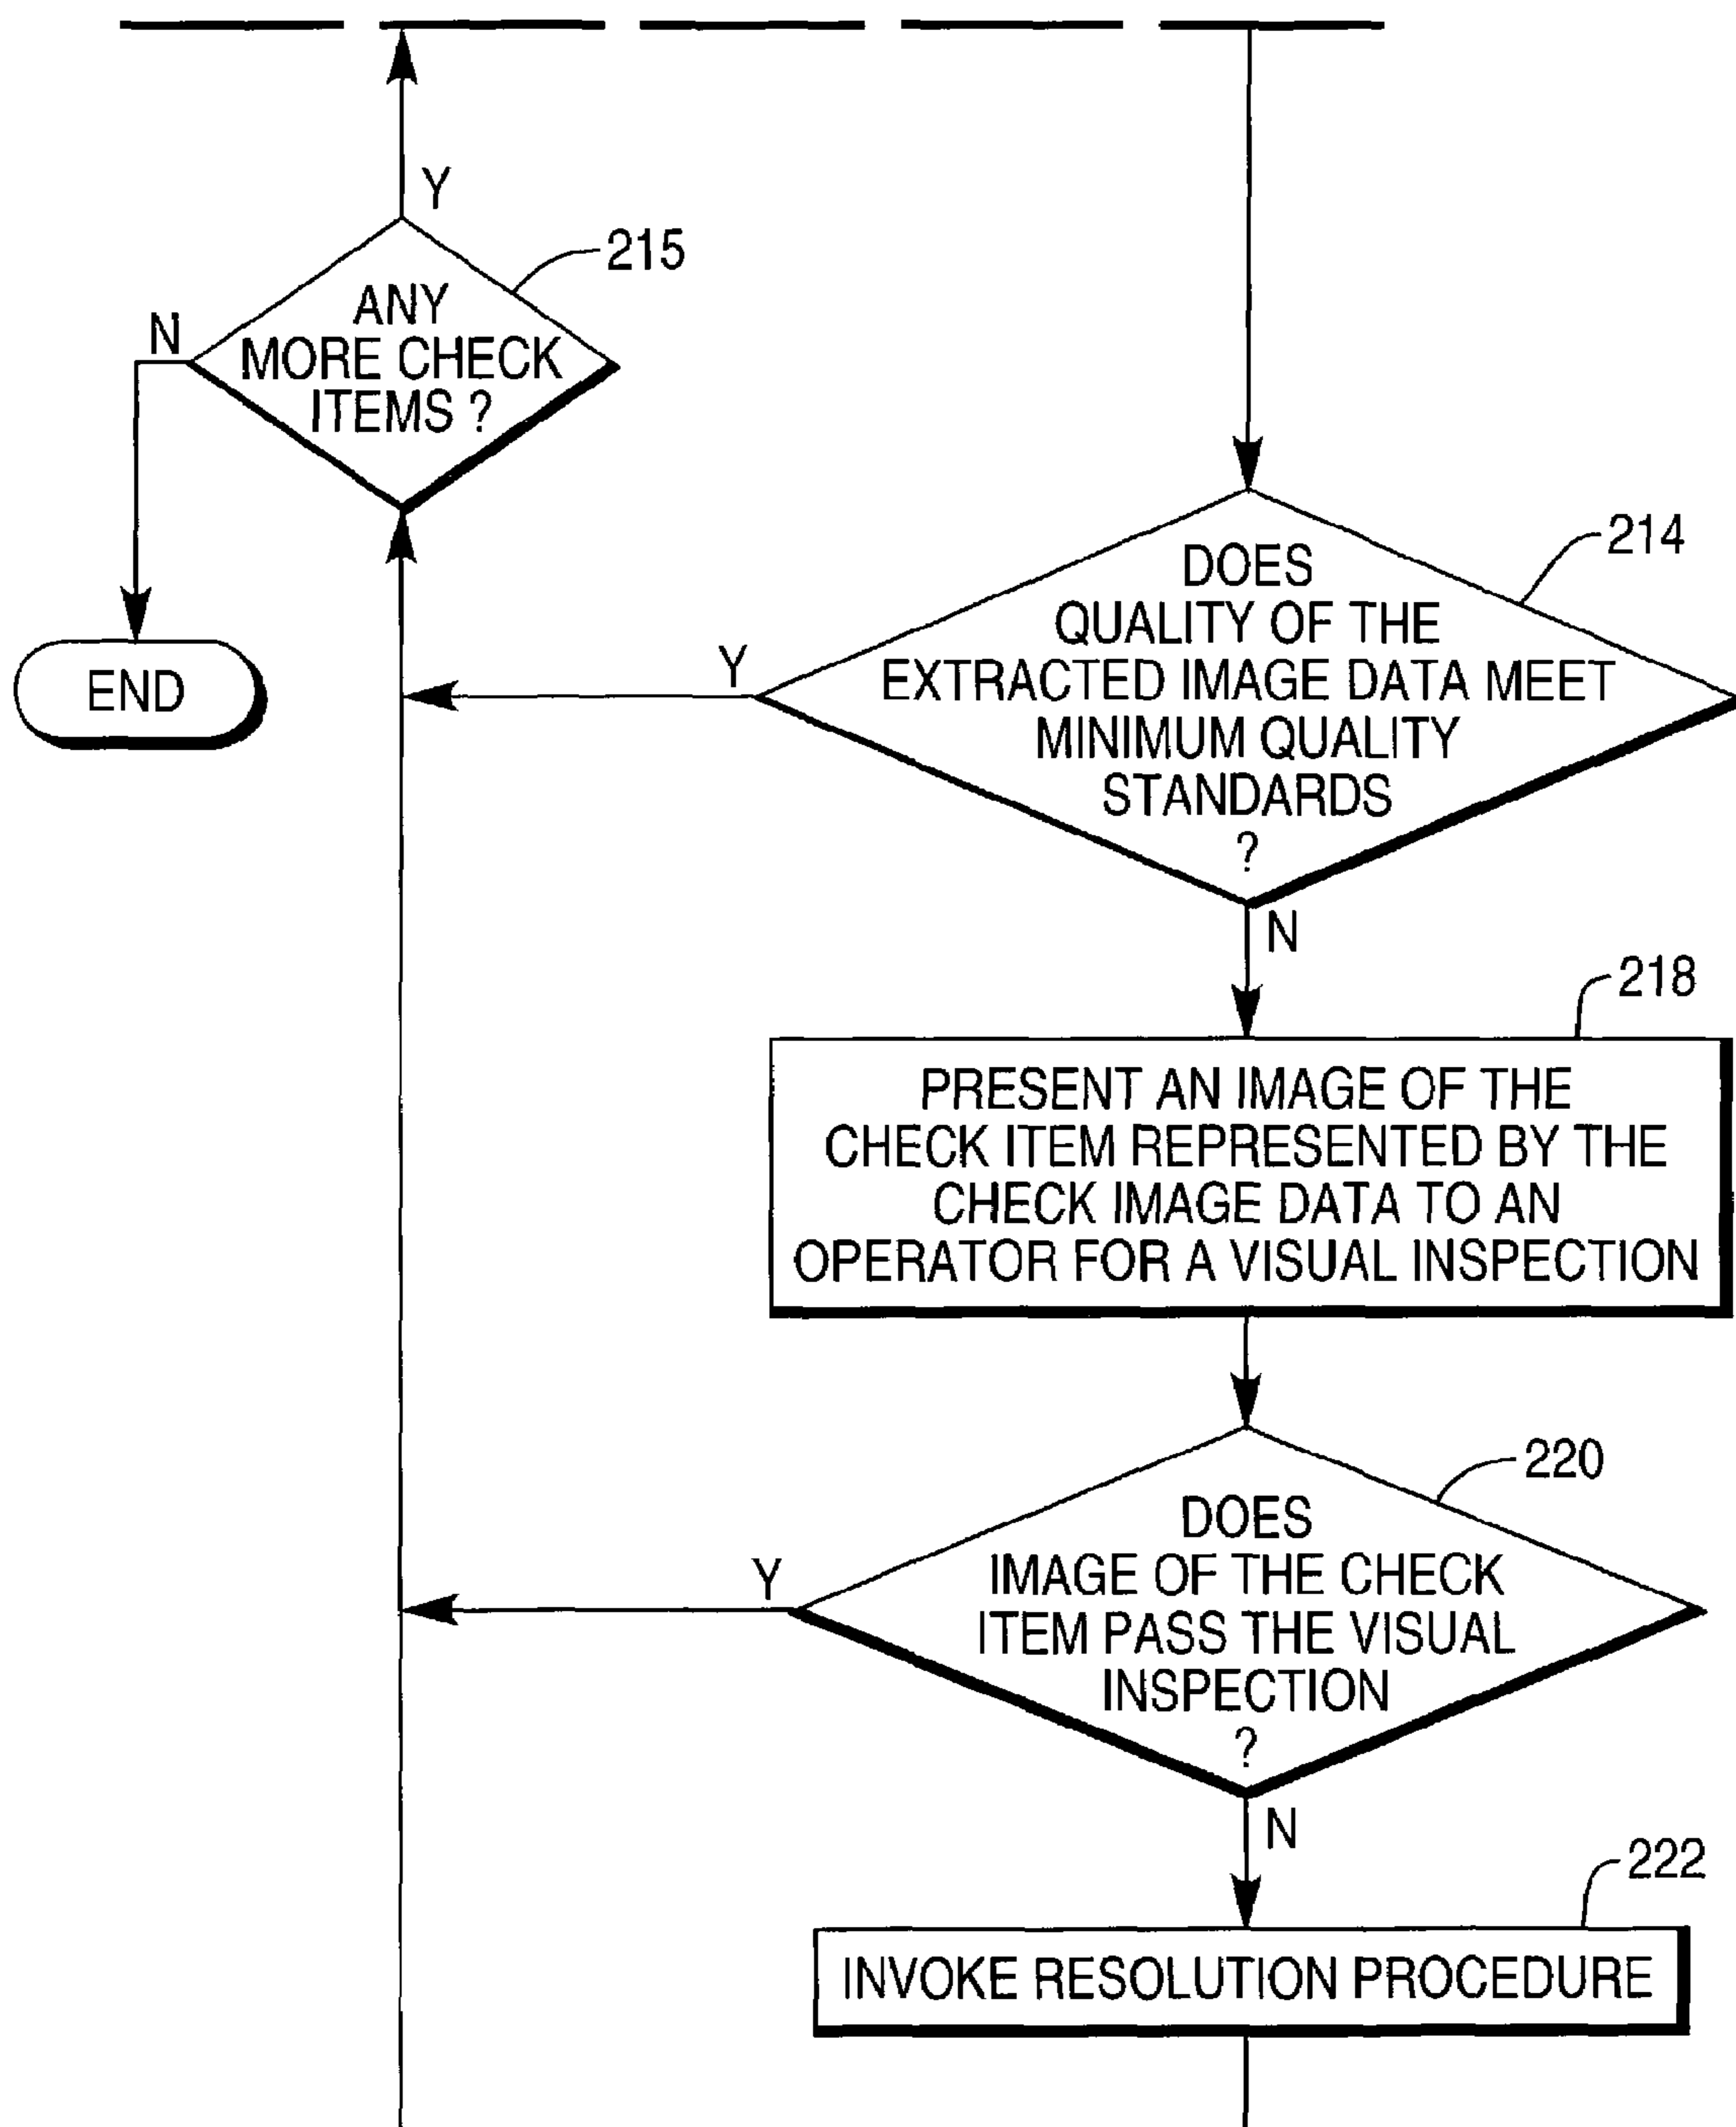 Y
215
N
ANY
MORE CHECK
ITEMS ?
END
214
DOES
QUALITY OF THE
EXTRACTED IMAGE DATA MEET
MINIMUM QUALITY
STANDARDS
?
Y
N
218
PRESENT AN IMAGE OF THE
CHECK ITEM REPRESENTED BY THE
CHECK IMAGE DATA TO AN
OPERATOR FOR A VISUAL INSPECTION
220
DOES
IMAGE OF THE CHECK
ITEM PASS THE VISUAL
INSPECTION
?
Y
N
222
INVOKE RESOLUTION PROCEDURE